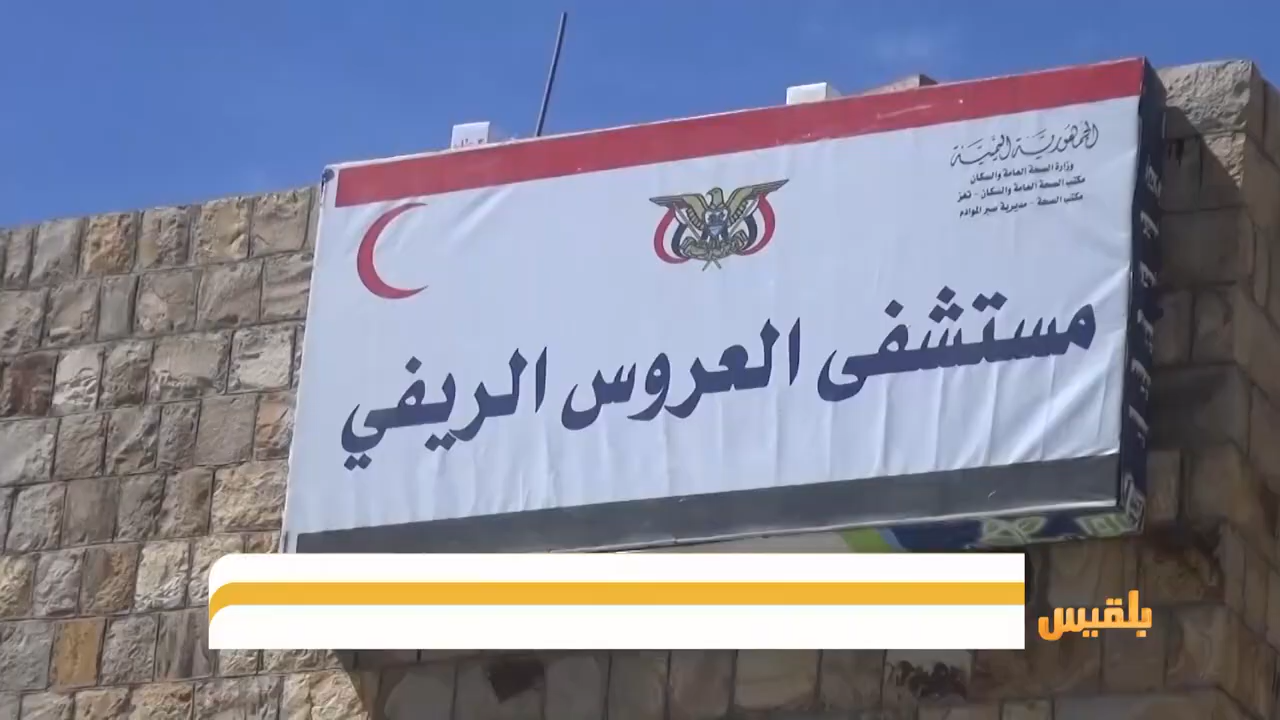 الجمهورية اليمنية
وزارة الصحة العامة والسكان
مكتب الصحة العامة والسكان - تعز
مكتب الصحة - مديرية صبر الموادم
مستشفى العروس الريفي
بلقيس